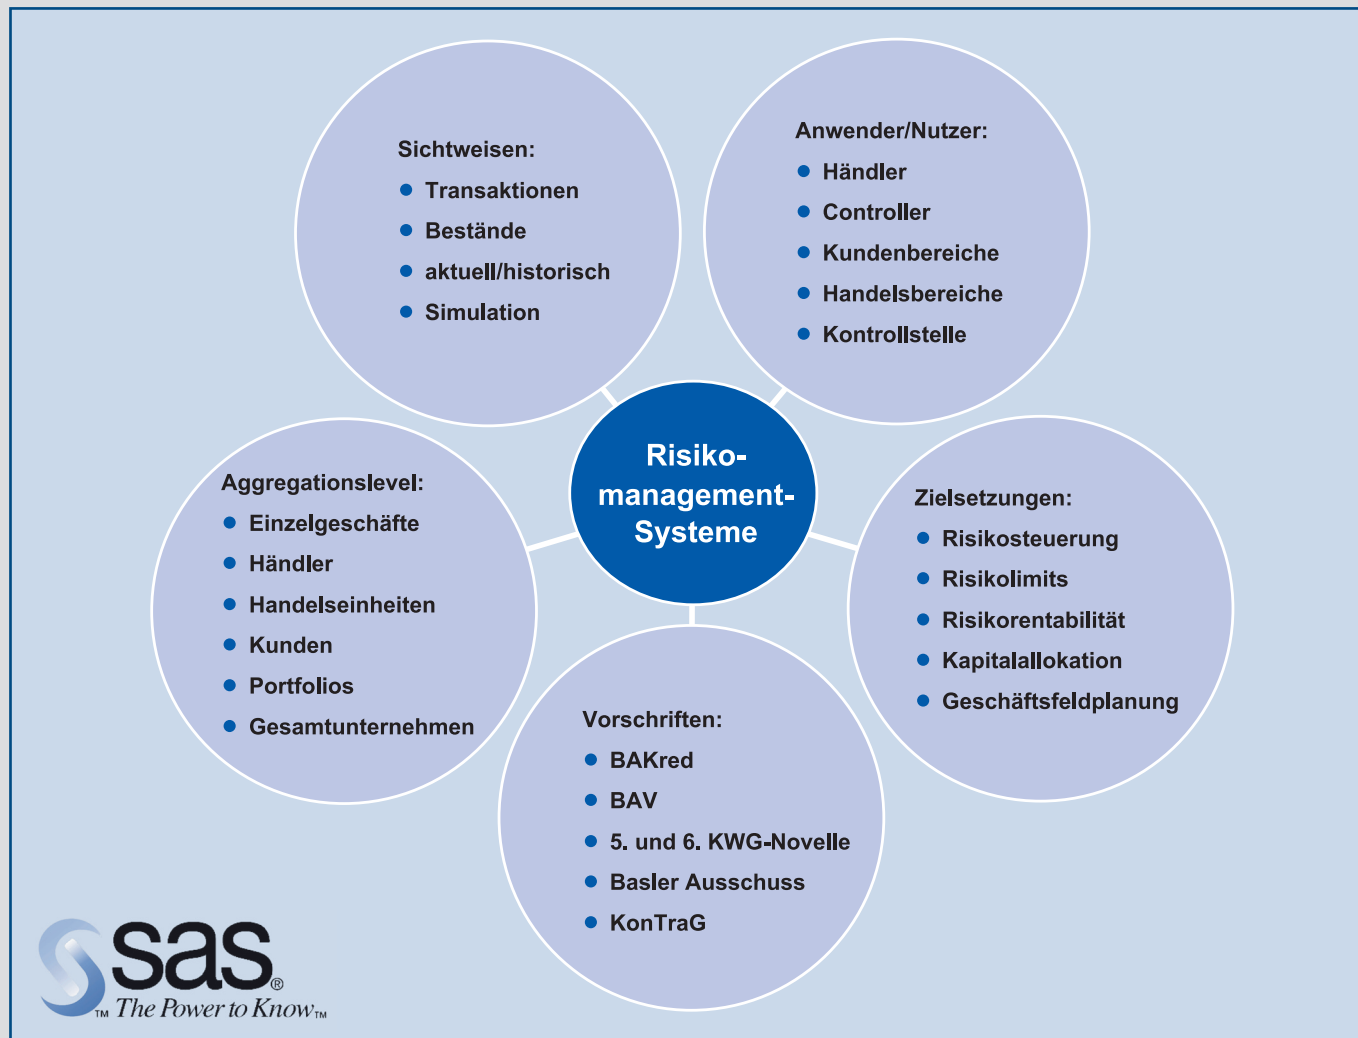 Sichtweisen:
Transaktionen
Bestände
aktuell/historisch
Simulation
Anwender/Nutzer:
Händler
Controller
Kundenbereiche
Handelsbereiche
Kontrollstelle
Risiko-
management-
Systeme
Aggregationslevel:
Einzelgeschäfte
Händler
Handelseinheiten
Kunden
Portfolios
Gesamtunternehmen
Zielsetzungen:
Risikosteuerung
Risikolimits
Risikorentabilität
Kapitalallokation
Geschäftsfeldplanung
Vorschriften:
BAKred
BAV
5. und 6. KWG-Novelle
Basler Ausschuss
KonTraG
sas®
™ The Power to Know™